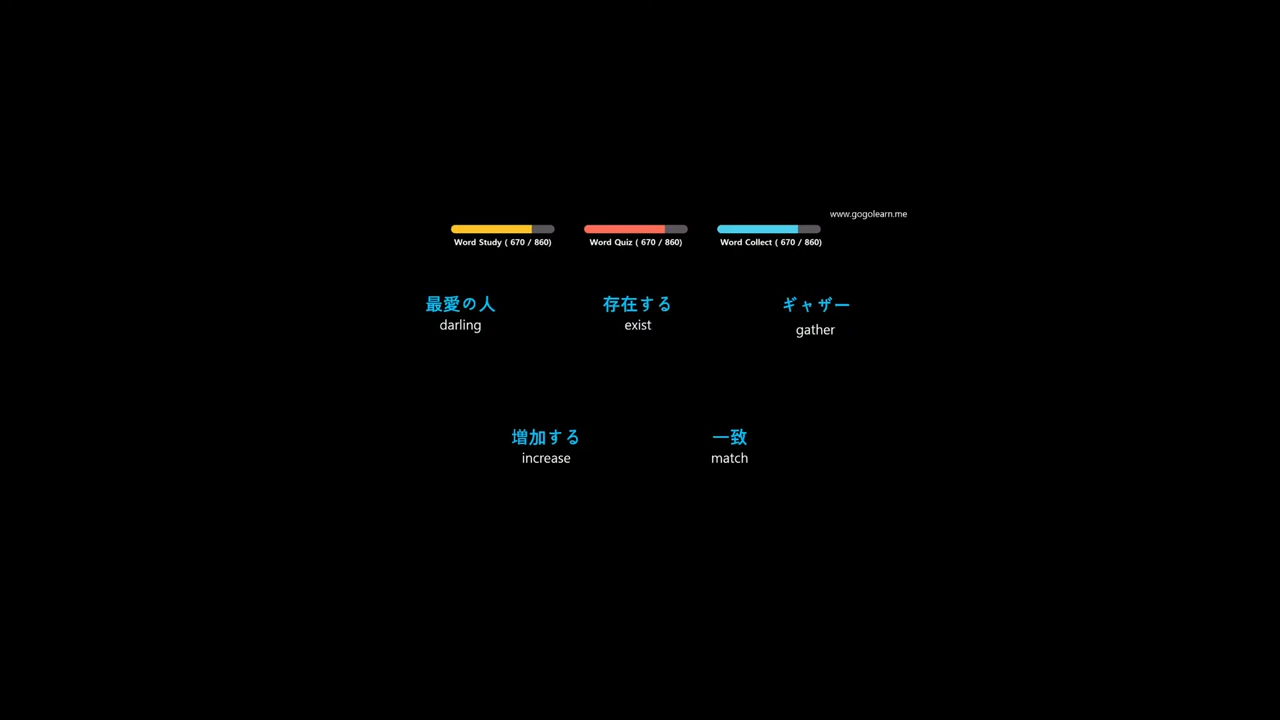 www.gogolearn.me
Word Study ( 670 / 860)
Word Quiz ( 670 / 860)
Word Collect ( 670 / 860)
最愛の人
darling
存在する
exist
ギャザー
gather
増加する
increase
一致
match